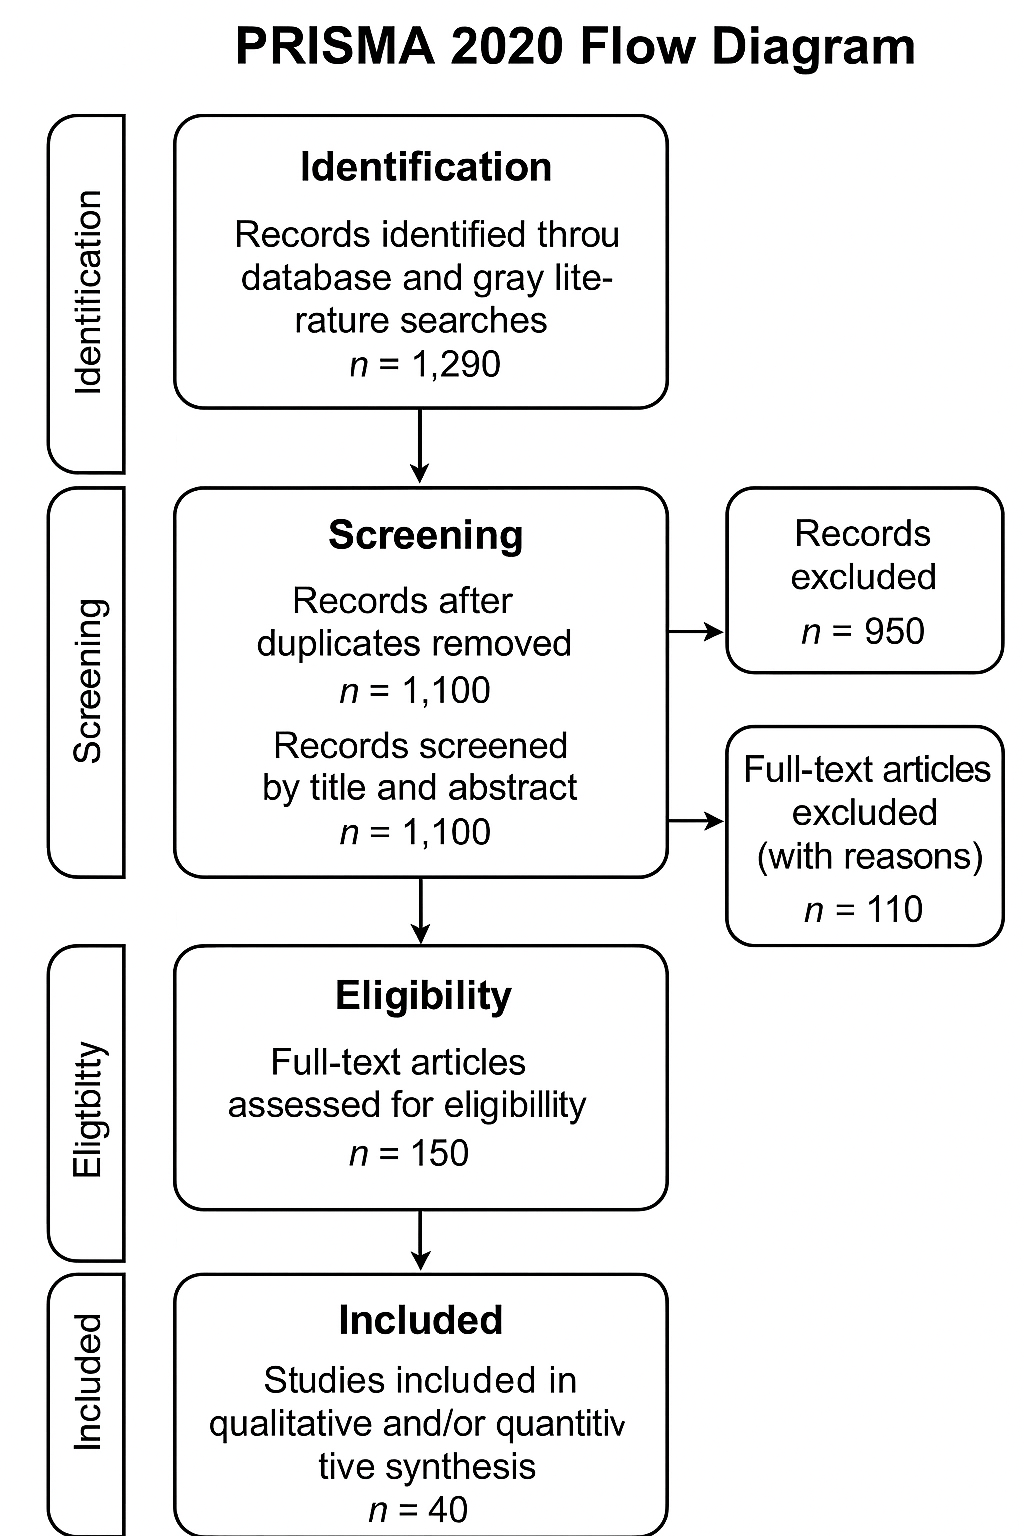 PRISMA 2020 Flow Diagram
Identification
Identification
Records identified throu
database and gray lite-
rature searches
n = 1,290
Screening
Screening
Records after
duplicates removed
n = 1,100
Records screened
by title and abstract
n = 1,100
Records
excluded
n = 950
Full-text articles
excluded
(with reasons)
n = 110
Eligtbltty
Eligibility
Full-text articles
assessed for eligibillity
n = 150
Included
Included
Studies included in
qualitative and/or quantitiv
tive synthesis
n = 40